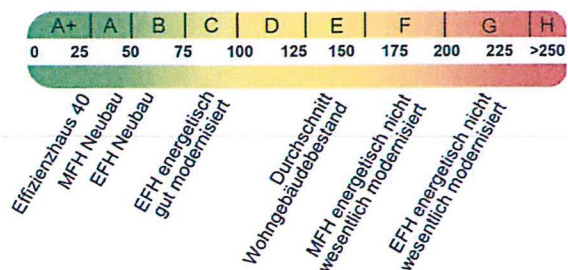 A+ A B C D E F G H
0 25 50 75 100 125 150 175 200 225 >250
Effizienzhaus 40
MFH Neubau
EFH Neubau
EFH energetisch
gut modernisiert
Durchschnitt
Wohngebäudebestand
MFH energetisch nicht
wesentlich modernisiert
EFH energetisch nicht
wesentlich modernisiert